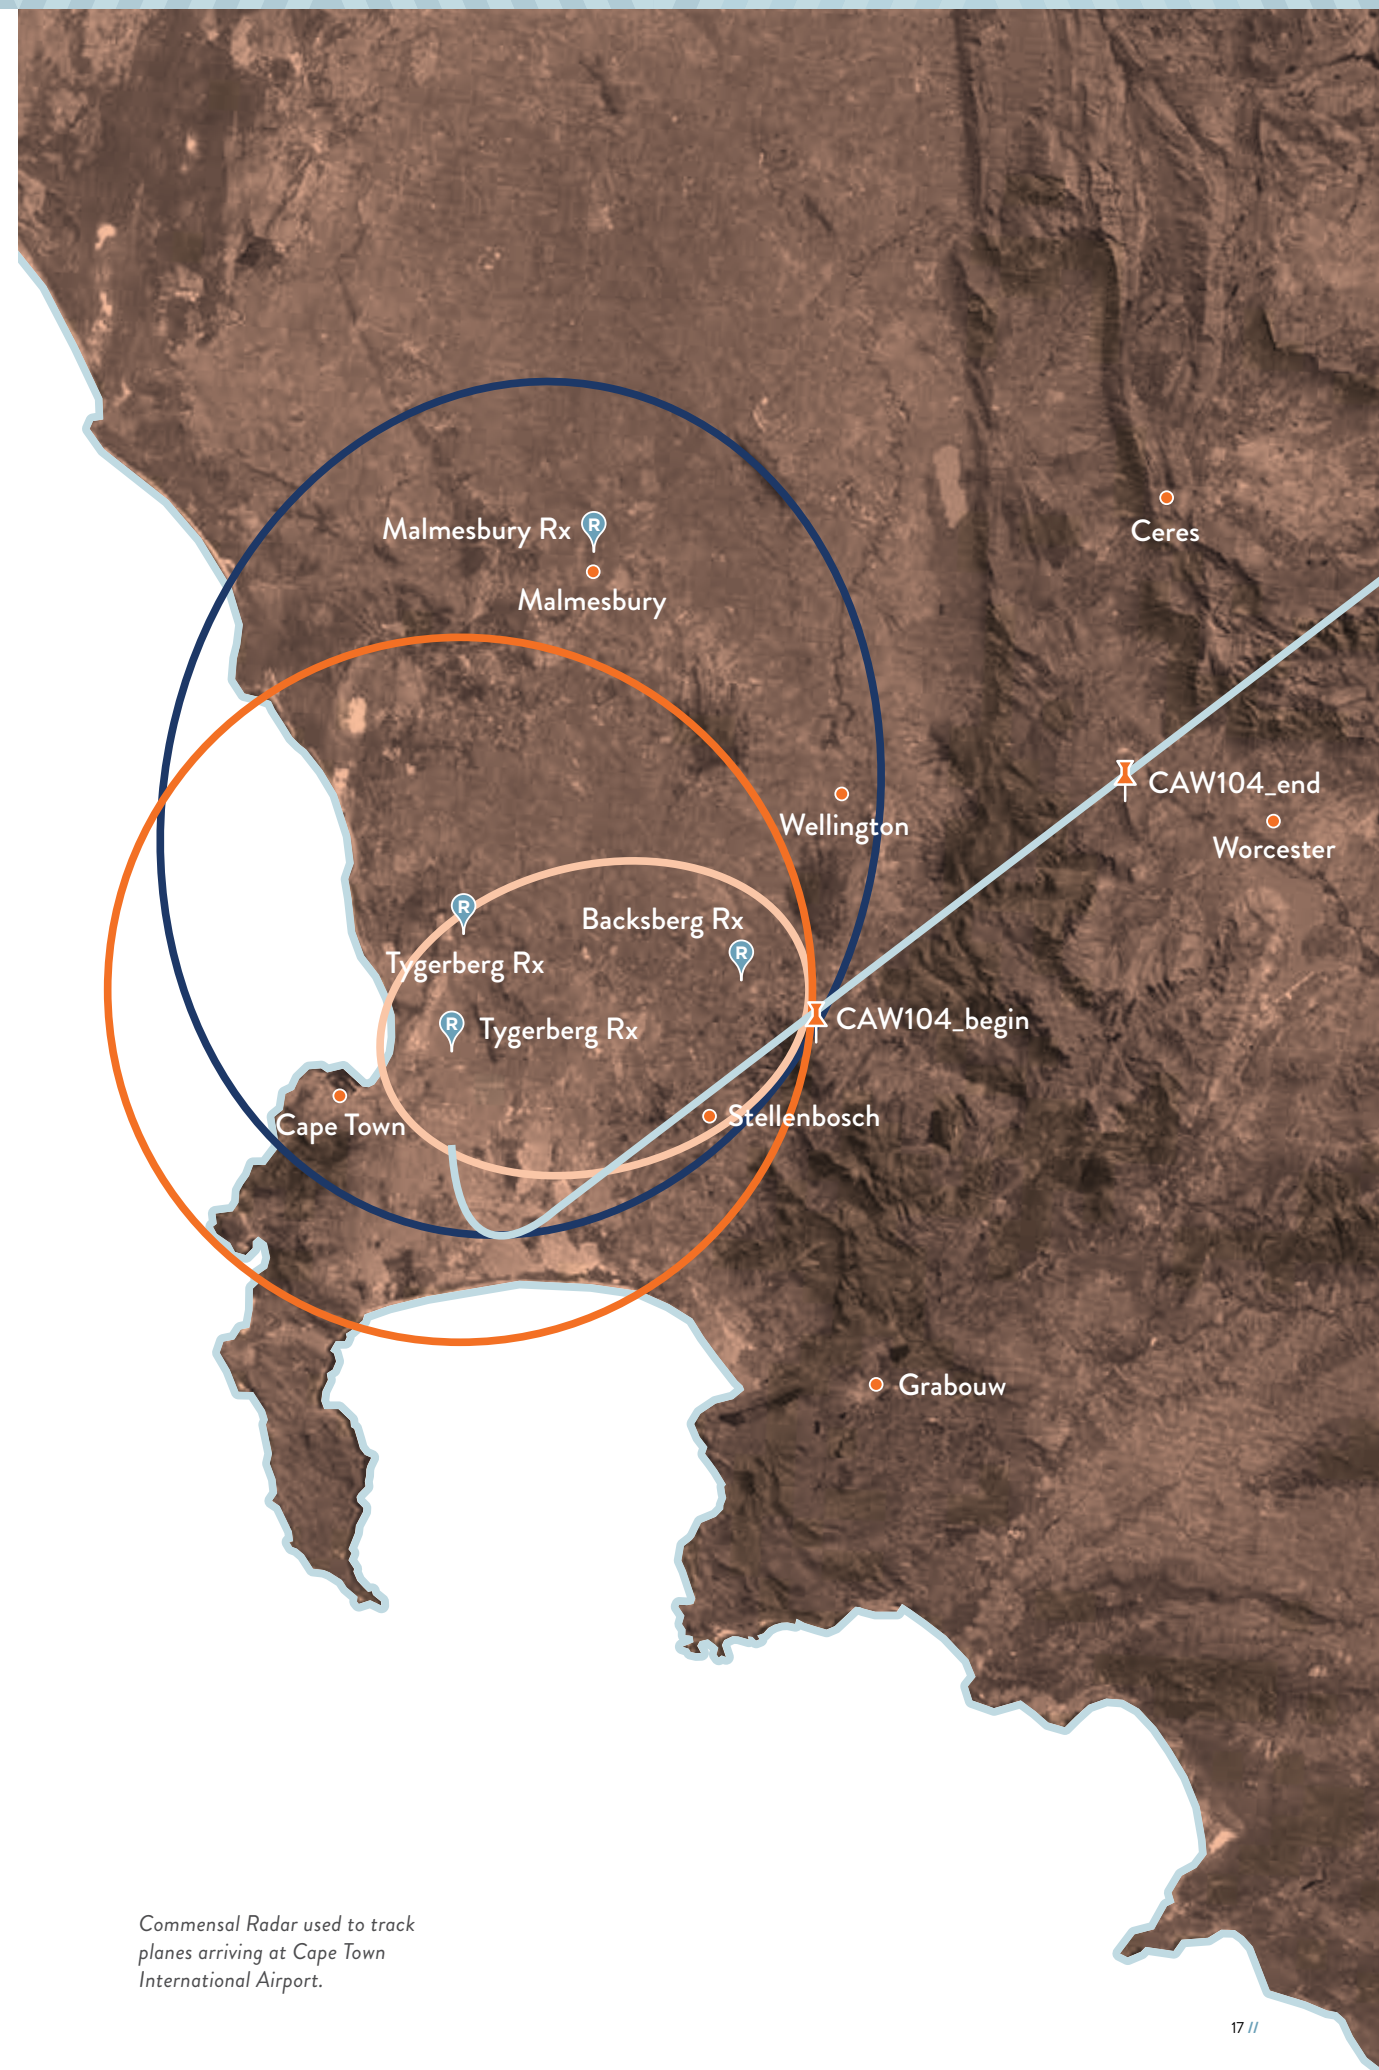 Malmesbury Rx
R
Malmesbury
Ceres
CAW104_end
Worcester
Wellington
R
Tygerberg Rx
Backsberg Rx
R
R
Tygerberg Rx
CAW104_begin
Cape Town
Stellenbosch
Grabouw
Commensal Radar used to track
planes arriving at Cape Town
International Airport.
17 //